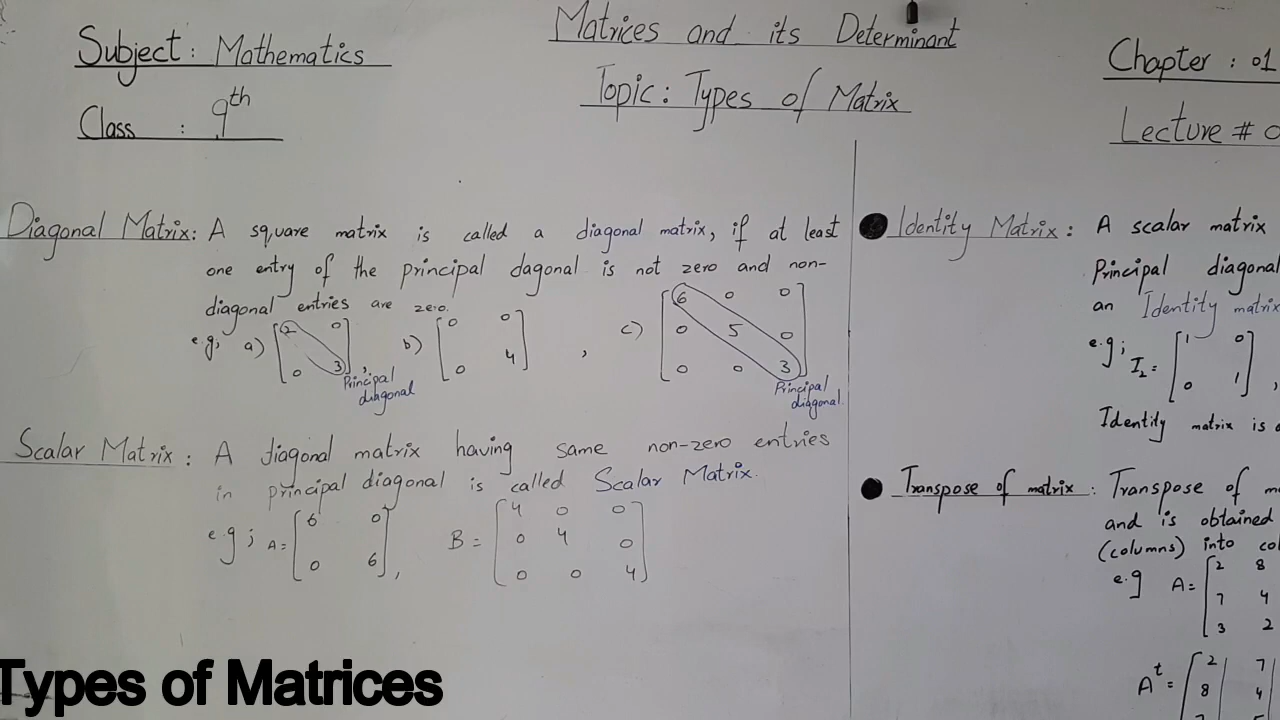 Matrices and its Determinant
Subject : Mathematics
Chapter : 01
Topic : Types of Matrix
Class : 9th
Lecture #
Diagonal Matrix : A square matrix is called a diagonal matrix, if at least
one entry of the principal dagonal is not zero and non-
diagonal entries are zero.
e.g; a) [2 0
0 3],
Principal
diagonal
b) [0 0
0 4] ,
c) [6 0 0
0 5 0
0 0 3]
Principal
diagonal
Scalar Matrix : A diagonal matrix having same non-zero entries
in principal diagonal is called Scalar Matrix.
e g ; A = [6 0
0 6],
B = [4 0 0
0 4 0
0 0 4]
Identity Matrix : A scalar matrix
Principal diagonal
an Identity matrix
e.g; I2 = [1 0
0 1] ,
Identity matrix is
Transpose of matrix : Transpose of
and is obtained
(columns) into
e.g A = [2 8
7 4
3 2
At = [2 7
8 4
Types of Matrices